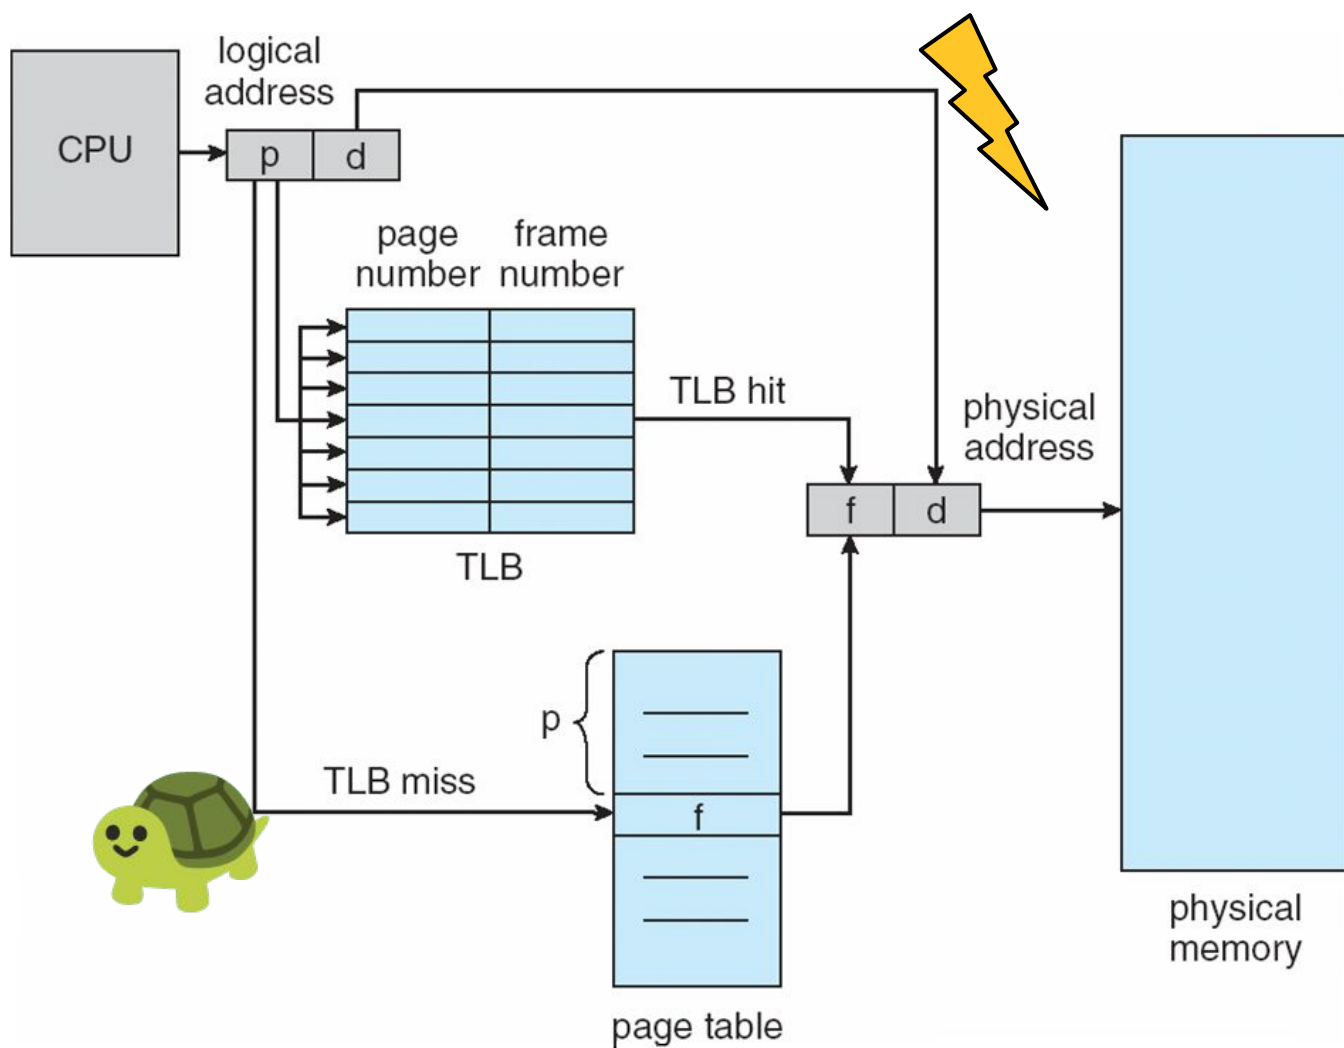 logical
address
CPU
p
d
page
number
frame
number
TLB hit
physical
address
f
d
TLB
p
TLB miss
f
physical
memory
page table